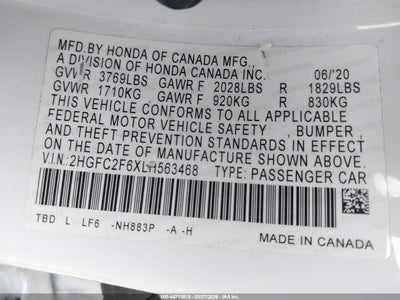 MFD.BY HONDA OF CANADA MFG.,
A DIVISION OF HONDA CANADA INC. 06/'20
GVWR 3769LBS GAWR F 2028LBS R 1829LBS
GVWR 1710KG GAWR F 920KG R 830KG
THIS VEHICLE CONFORMS TO ALL APPLICABLE
FEDERAL MOTOR VEHICLE SAFETY , BUMPER ,
AND THEFT PREVENTION STANDARDS IN EFFECT
ON THE DATE OF MANUFACTURE SHOWN ABOVE.
V.I.N: 2HGFC2F6XLH563468 TYPE: PASSENGER CAR
TBD L LF6 -NH883P -A -H
MADE IN CANADA